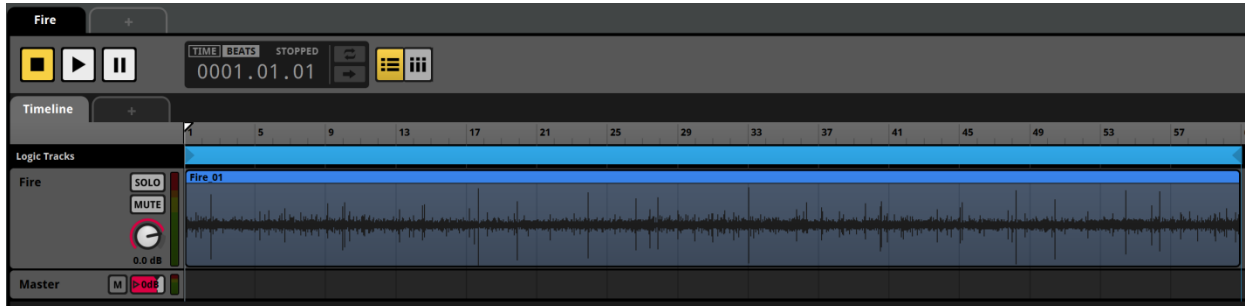 Fire +
TIME BEATS STOPPED
0001.01.01
Timeline +
1 5 9 13 17 21 25 29 33 37 41 45 49 53 57
Logic Tracks
Fire SOLO Fire_01
MUTE
0.0 dB
Master M 0dB